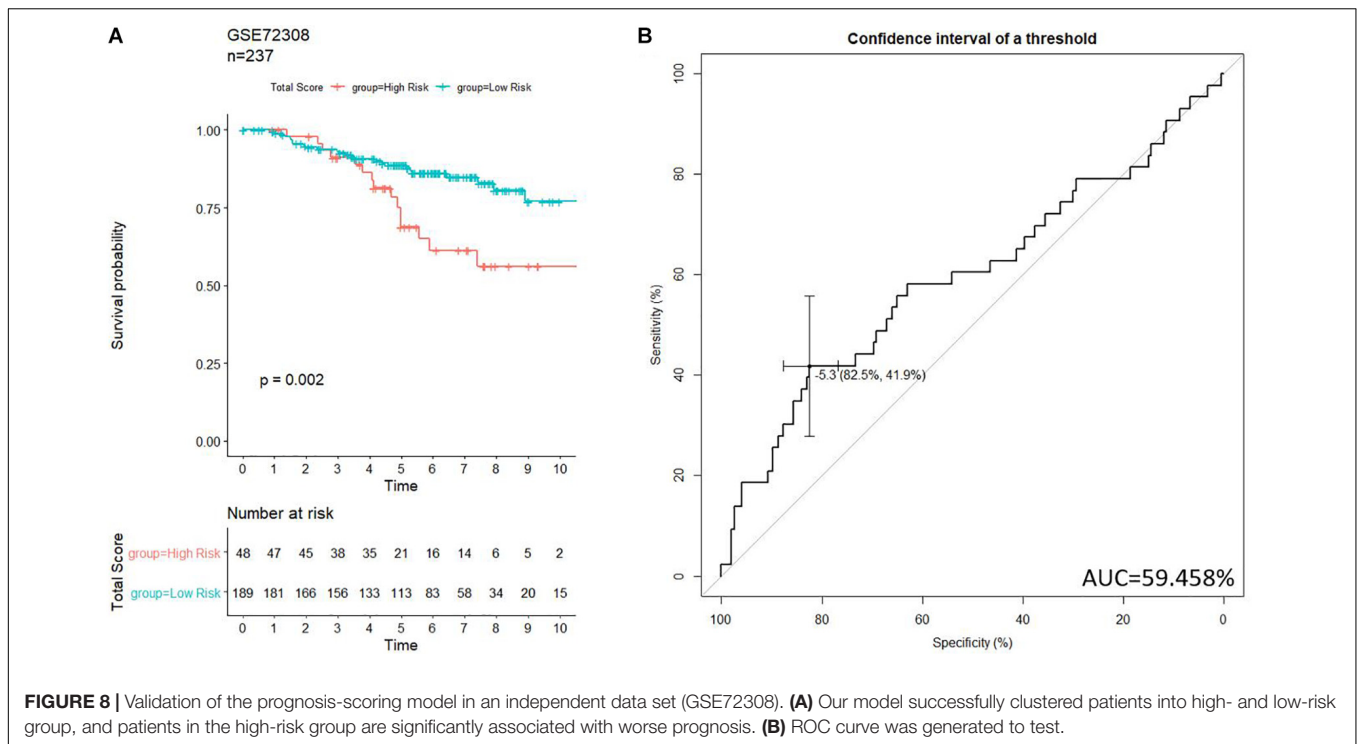 A
GSE72308
n=237
Total Score group=High Risk group=Low Risk
Survival probability
1.00
0.75
0.50
0.25
0.00
p = 0.002
0 1 2 3 4 5 6 7 8 9 10
Time
Number at risk
Total Score
group=High Risk 48 47 45 38 35 21 16 14 6 5 2
group=Low Risk 189 181 166 156 133 113 83 58 34 20 15
0 1 2 3 4 5 6 7 8 9 10
Time
B
Confidence interval of a threshold
Sensitivity (%)
100
80
60
40
20
0
-5.3 (82.5%, 41.9%)
AUC=59.458%
100 80 60 40 20 0
Specificity (%)
FIGURE 8 | Validation of the prognosis-scoring model in an independent data set (GSE72308). (A) Our model successfully clustered patients into high- and low-risk
group, and patients in the high-risk group are significantly associated with worse prognosis. (B) ROC curve was generated to test.